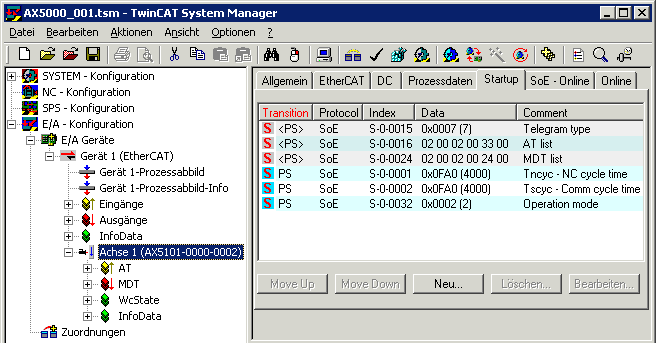 AX5000_001.tsm - TwinCAT System Manager
Datei Bearbeiten Aktionen Ansicht Optionen ?
SYSTEM - Konfiguration
NC - Konfiguration
SPS - Konfiguration
E/A - Konfiguration
E/A Geräte
Gerät 1 (EtherCAT)
Gerät 1-Prozessabbild
Gerät 1-Prozessabbild-Info
Eingänge
Ausgänge
InfoData
Achse 1 (AX5101-0000-0002)
AT
MDT
WcState
InfoData
Zuordnungen
Allgemein EtherCAT DC Prozessdaten Startup SoE - Online Online
Transition Protocol Index Data Comment
S <PS> SoE S-0-0015 0x0007 (7) Telegram type
S <PS> SoE S-0-0016 02 00 02 00 33 00 AT list
S <PS> SoE S-0-0024 02 00 02 00 24 00 MDT list
S PS SoE S-0-0001 0x0FA0 (4000) Tncyc - NC cycle time
S PS SoE S-0-0002 0x0FA0 (4000) Tscyc - Comm cycle time
S PS SoE S-0-0032 0x0002 (2) Operation mode
Move Up Move Down Neu... Löschen... Bearbeiten...